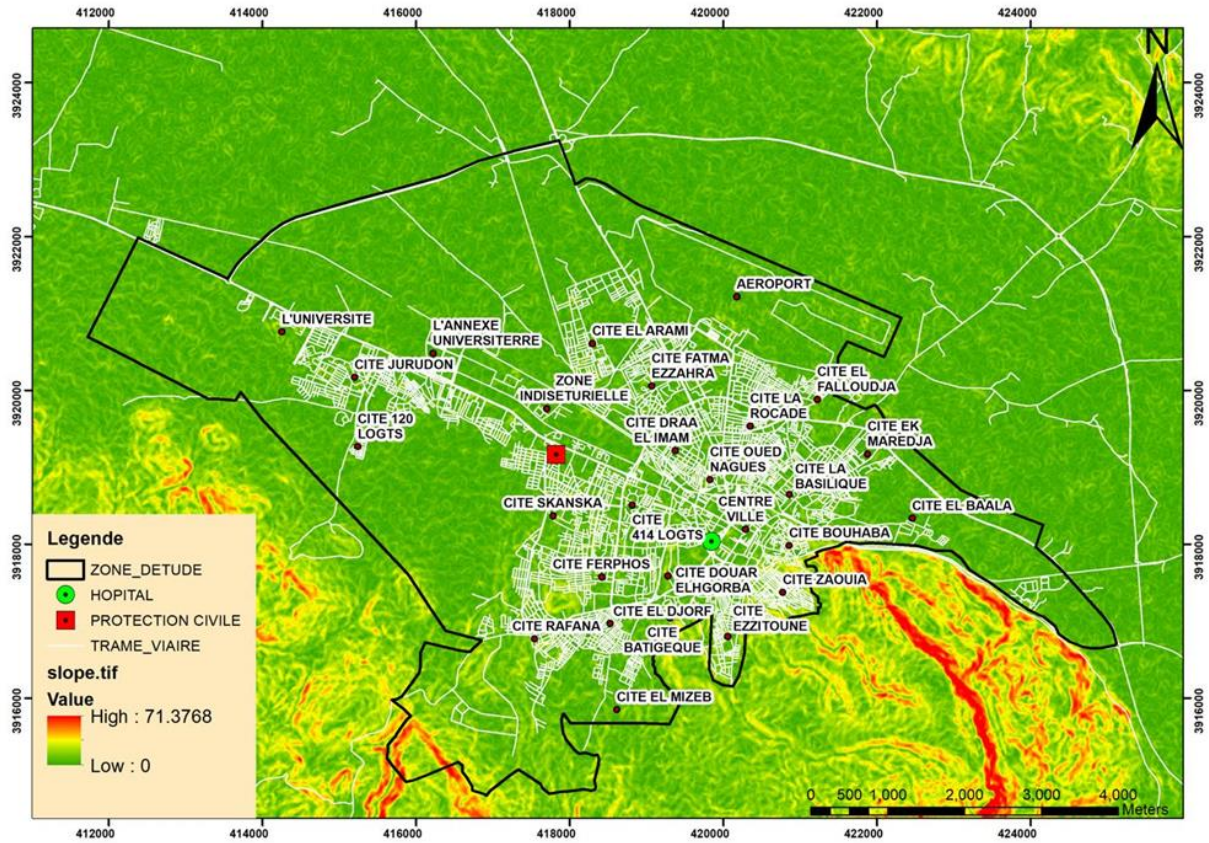 412000 414000 416000 418000 420000 422000 424000
N
3924000 3924000
3922000 3922000
AEROPORT
L'UNIVERSITE
L'ANNEXE
UNIVERSITERRE
CITE EL ARAMI
CITE JURUDON
CITE FATMA
EZZAHRA
3920000 3920000
ZONE
INDISETURIELLE
CITE EL
FALLOUDJA
CITE LA
ROCADE
CITE 120
LOGTS
CITE DRAA
EL IMAM
CITE EK
MAREDJA
CITE OUED
NAGUES
CITE LA
BASILIQUE
CITE SKANSKA
CITE
414 LOGTS
CENTRE
VILLE
CITE EL BAALA
CITE BOUHABA
3918000 3918000
CITE FERPHOS
CITE DOUAR
ELHGORBA
CITE ZAOUIA
CITE EL DJORF
CITE RAFANA
CITE
BATIGEQUE
CITE
EZZITOUNE
CITE EL MIZEB
3916000 3916000
Legende
ZONE_DETUDE
HOPITAL
PROTECTION CIVILE
TRAME_VIAIRE
slope.tif
Value
High : 71.3768
Low : 0
0 500 1,000 2,000 3,000 4,000
Meters
412000 414000 416000 418000 420000 422000 424000